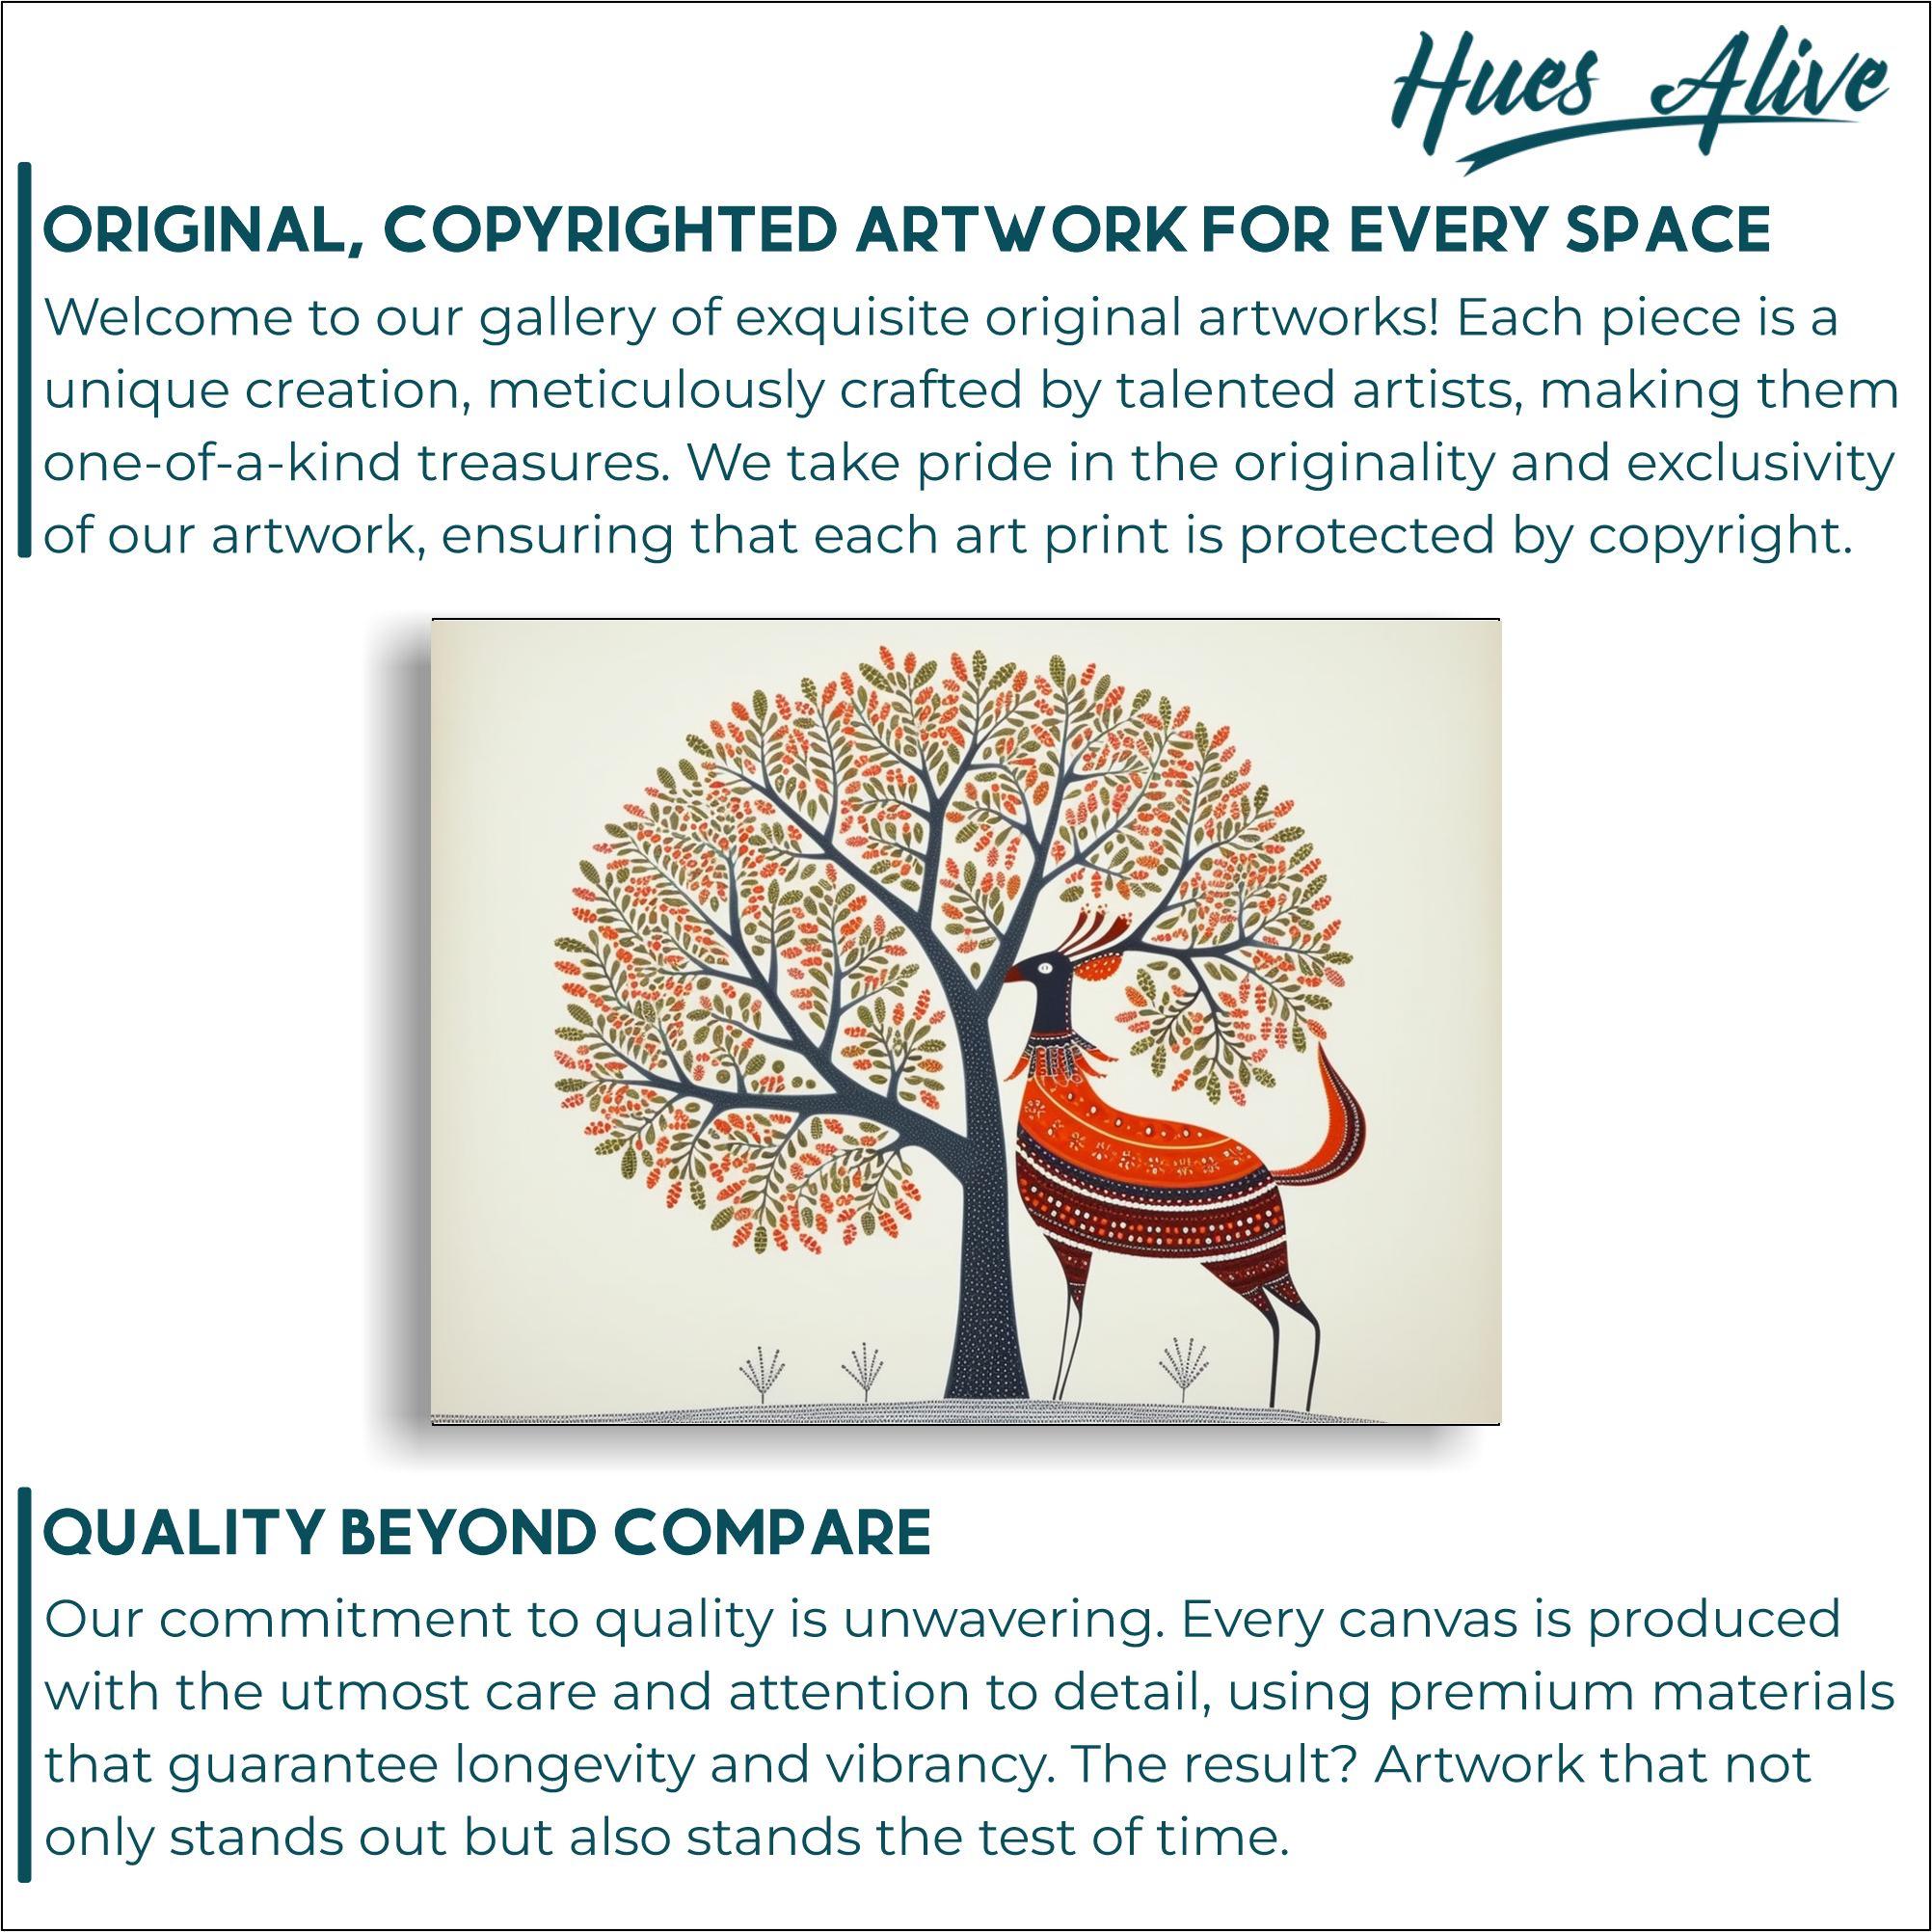 Hues Alive
ORIGINAL, COPYRIGHTED ARTWORK FOR EVERY SPACE
Welcome to our gallery of exquisite original artworks! Each piece is a
unique creation, meticulously crafted by talented artists, making them
one-of-a-kind treasures. We take pride in the originality and exclusivity
of our artwork, ensuring that each art print is protected by copyright.
QUALITY BEYOND COMPARE
Our commitment to quality is unwavering. Every canvas is produced
with the utmost care and attention to detail, using premium materials
that guarantee longevity and vibrancy. The result? Artwork that not
only stands out but also stands the test of time.